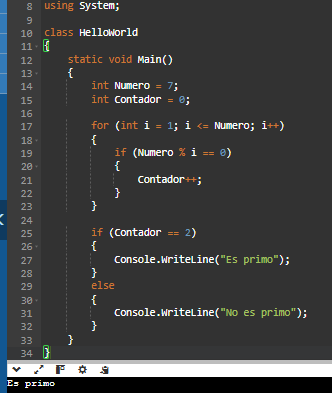 8 using System;
9
10 class HelloWorld
11 {
12 static void Main()
13 {
14 int Numero = 7;
15 int Contador = 0;
16
17 for (int i = 1; i <= Numero; i++)
18 {
19 if (Numero % i == 0)
20 {
21 Contador++;
22 }
23 }
24
25 if (Contador == 2)
26 {
27 Console.WriteLine("Es primo");
28 }
29 else
30 {
31 Console.WriteLine("No es primo");
32 }
33 }
34 }
Es primo